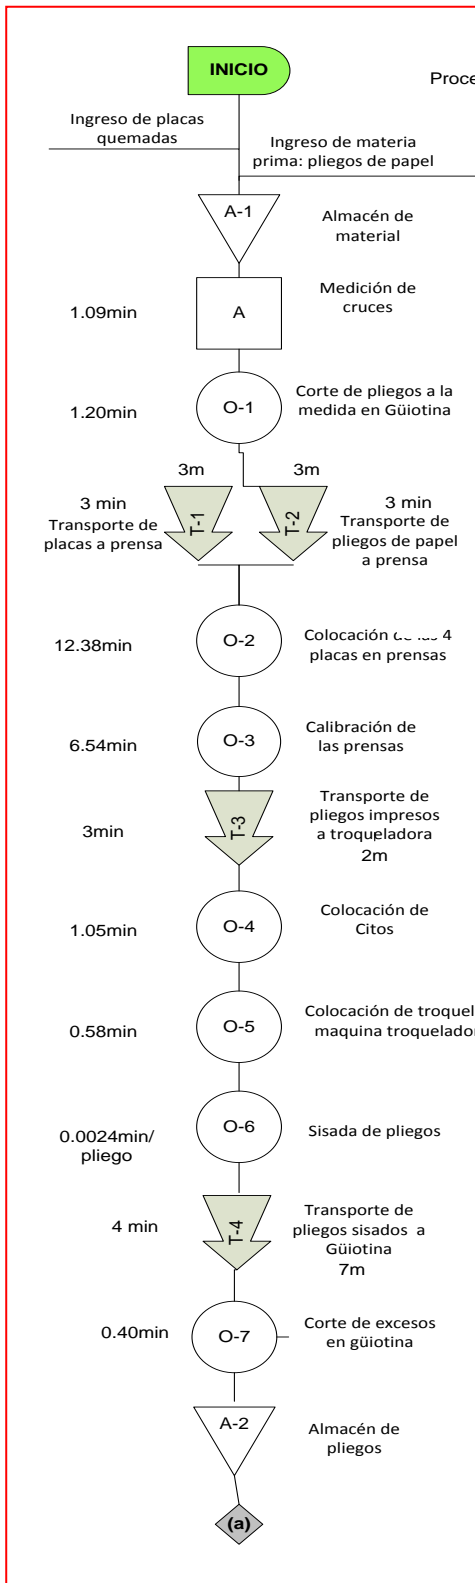 INICIO
Proce
Ingreso de placas
quemadas
Ingreso de materia
prima: pliegos de papel
A-1
Almacén de
material
1.09min
A
Medición de
cruces
1.20min
O-1
Corte de pliegos a la
medida en Güiotina
3m
3m
3 min
Transporte de
placas a prensa
T-1
T-2
3 min
Transporte de
pliegos de papel
a prensa
12.38min
O-2
Colocación de las 4
placas en prensas
6.54min
O-3
Calibración de
las prensas
3min
T-3
Transporte de
pliegos impresos
a troqueladora
2m
1.05min
O-4
Colocación de
Citos
0.58min
O-5
Colocación de troquel
maquina troquelador
0.0024min/
pliego
O-6
Sisada de pliegos
4 min
T-4
Transporte de
pliegos sisados a
Güiotina
7m
0.40min
O-7
Corte de excesos
en güiotina
A-2
Almacén de
pliegos
(a)